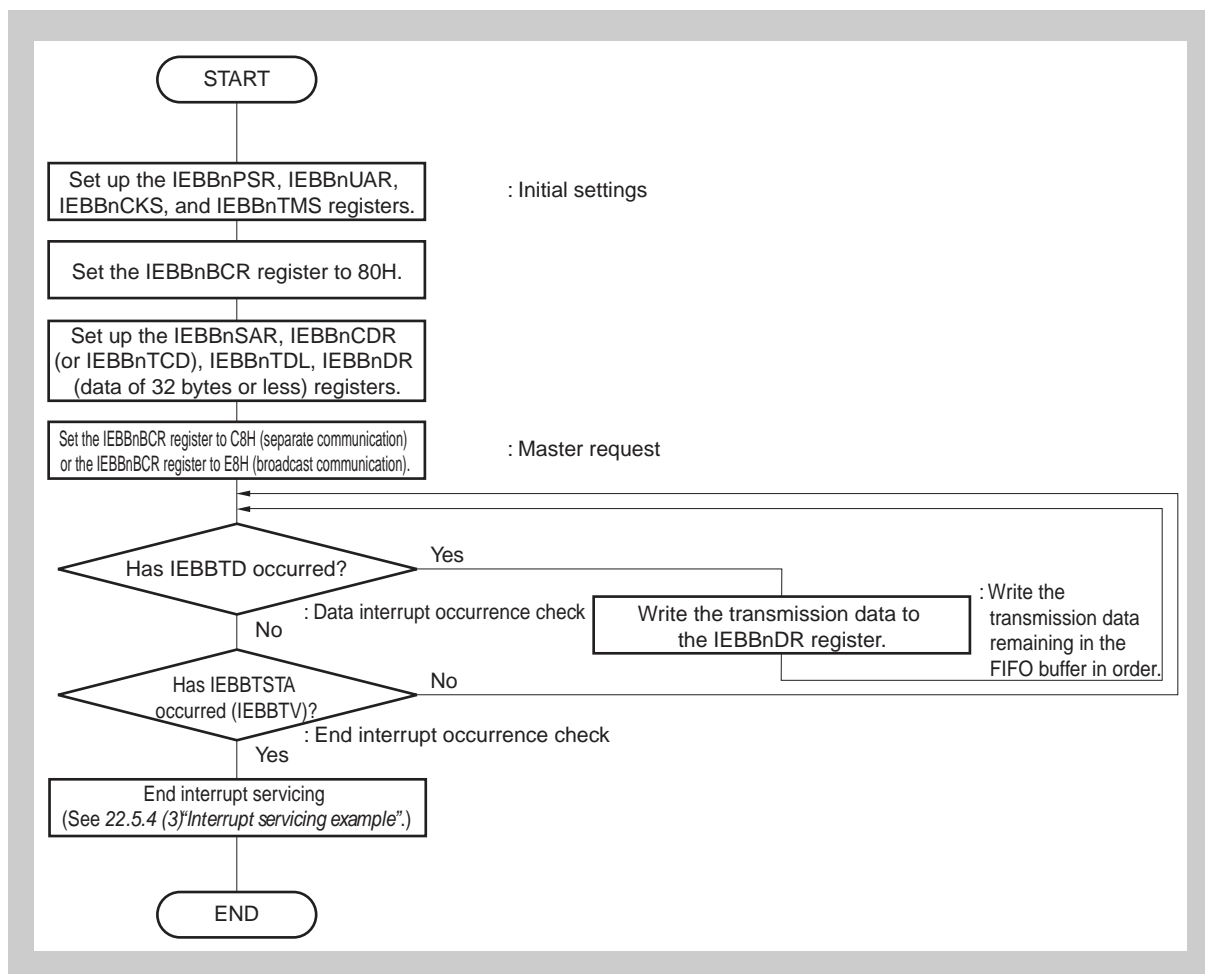 START
Set up the IEBBnPSR, IEBBnUAR,
IEBBnCKS, and IEBBnTMS registers.
: Initial settings
Set the IEBBnBCR register to 80H.
Set up the IEBBnSAR, IEBBnCDR
(or IEBBnTCD), IEBBnTDL, IEBBnDR
(data of 32 bytes or less) registers.
Set the IEBBnBCR register to C8H (separate communication)
or the IEBBnBCR register to E8H (broadcast communication).
: Master request
Has IEBBTD occurred?
Yes
: Data interrupt occurrence check
No
Write the transmission data to
the IEBBnDR register.
: Write the
transmission data
remaining in the
FIFO buffer in order.
Has IEBBTSTA
occurred (IEBBTV)?
No
: End interrupt occurrence check
Yes
End interrupt servicing
(See 22.5.4 (3)“Interrupt servicing example”.)
END